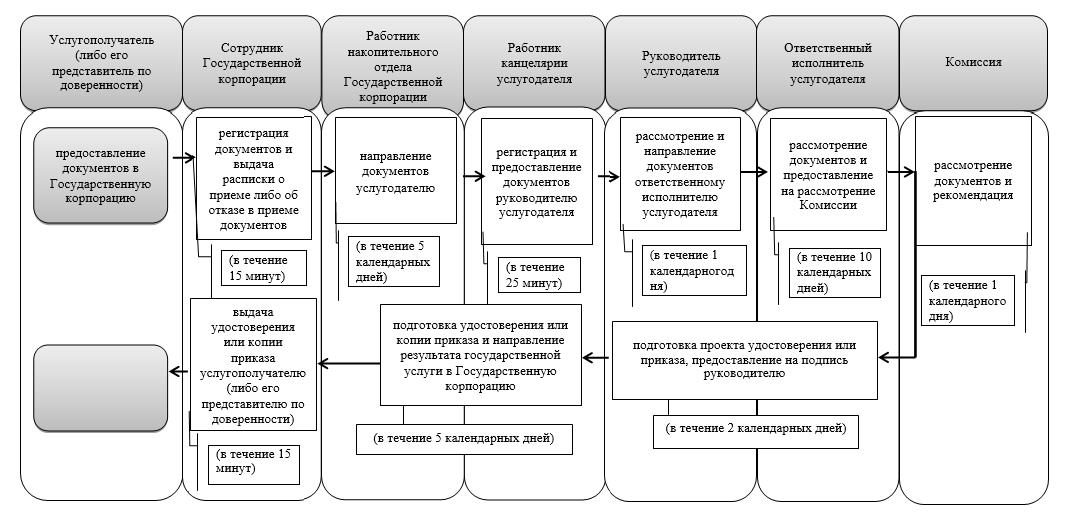 Услугополучатель
(либо его
представитель по
доверенности)
Сотрудник
Государственной
корпорации
Работник
накопительного
отдела
Государственной
корпорации
Работник
канцелярии
услугодателя
Руководитель
услугодателя
Ответственный
исполнитель
услугодателя
Комиссия
предоставление
документов в
Государственную
корпорацию
регистрация
документов и
выдача
расписки о
приеме либо об
отказе в приеме
документов
направление
документов
услугодателю
регистрация и
предоставление
документов
руководителю
услугодателя
рассмотрение и
направление
документов
ответственному
исполнителю
услугодателя
рассмотрение
документов и
предоставление
на рассмотрение
Комиссии
рассмотрение
документов и
рекомендация
(в течение
15 минут)
(в течение 5
календарных
дней)
(в течение
25 минут)
(в течение 1
календарногод
ня)
(в течение 10
календарных
дней)
(в течение 1
календарного
дня)
выдача
удостоверения
или копии
приказа
услугополучателю
(либо его
представителю по
доверенности)
подготовка удостоверения или
копии приказа и направление
результата государственной
услуги в Государственную
корпорацию
подготовка проекта удостоверения или
приказа, предоставление на подпись
руководителю
(в течение 15
минут)
(в течение 5 календарных дней)
(в течение 2 календарных дней)